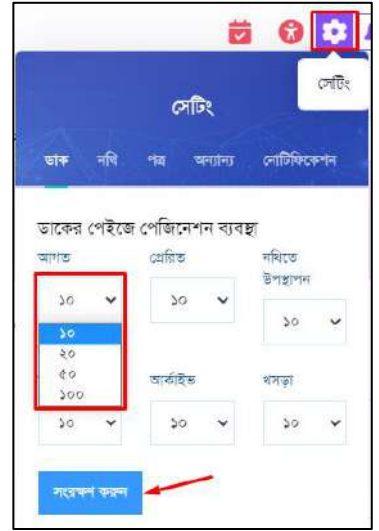 সেটিং
সেটিং
ডাক নথি পত্র অন্যান্য নোটিফিকেশন
ডাকের পেইজে পেজিনেশন ব্যবস্থা
আগত প্রেরিত নথিতে উপস্থাপন
১০ ১০ ১০
১০
২০
৫০
১০০
আর্কাইভ খসড়া
১০ ১০ ১০
সংরক্ষণ করুন